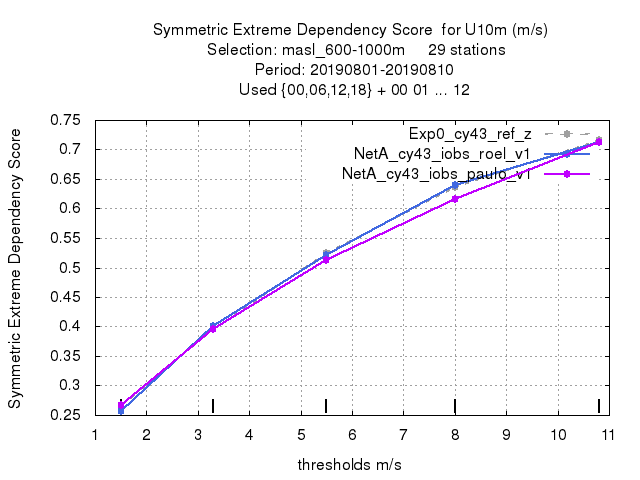 Symmetric Extreme Dependency Score for U10m (m/s)
Selection: masl_600-1000m 29 stations
Period: 20190801-20190810
Used {00,06,12,18} + 00 01 ... 12
Symmetric Extreme Dependency Score
0.75
0.7
0.65
0.6
0.55
0.5
0.45
0.4
0.35
0.3
0.25
Exp0_cy43_ref_z
NetA_cy43_iobs_roel_v1
NetA_cy43_iobs_paulo_v1
1 2 3 4 5 6 7 8 9 10 11
thresholds m/s